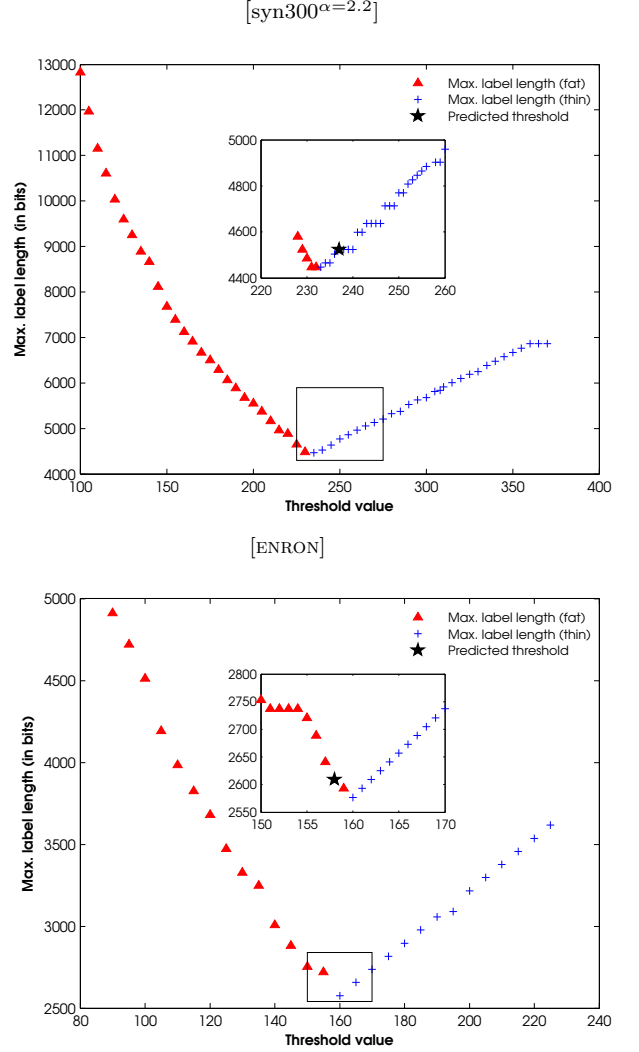 [syn300^α=2.2]
13000
12000
11000
10000
9000
8000
7000
6000
5000
4000
Max. label length (in bits)
Max. label length (fat)
Max. label length (thin)
Predicted threshold
5000
4800
4600
4400
220 230 240 250 260
100 150 200 250 300 350 400
Threshold value
[ENRON]
5000
4500
4000
3500
3000
2500
Max. label length (in bits)
Max. label length (fat)
Max. label length (thin)
Predicted threshold
2800
2750
2700
2650
2600
2550
150 155 160 165 170
80 100 120 140 160 180 200 220 240
Threshold value